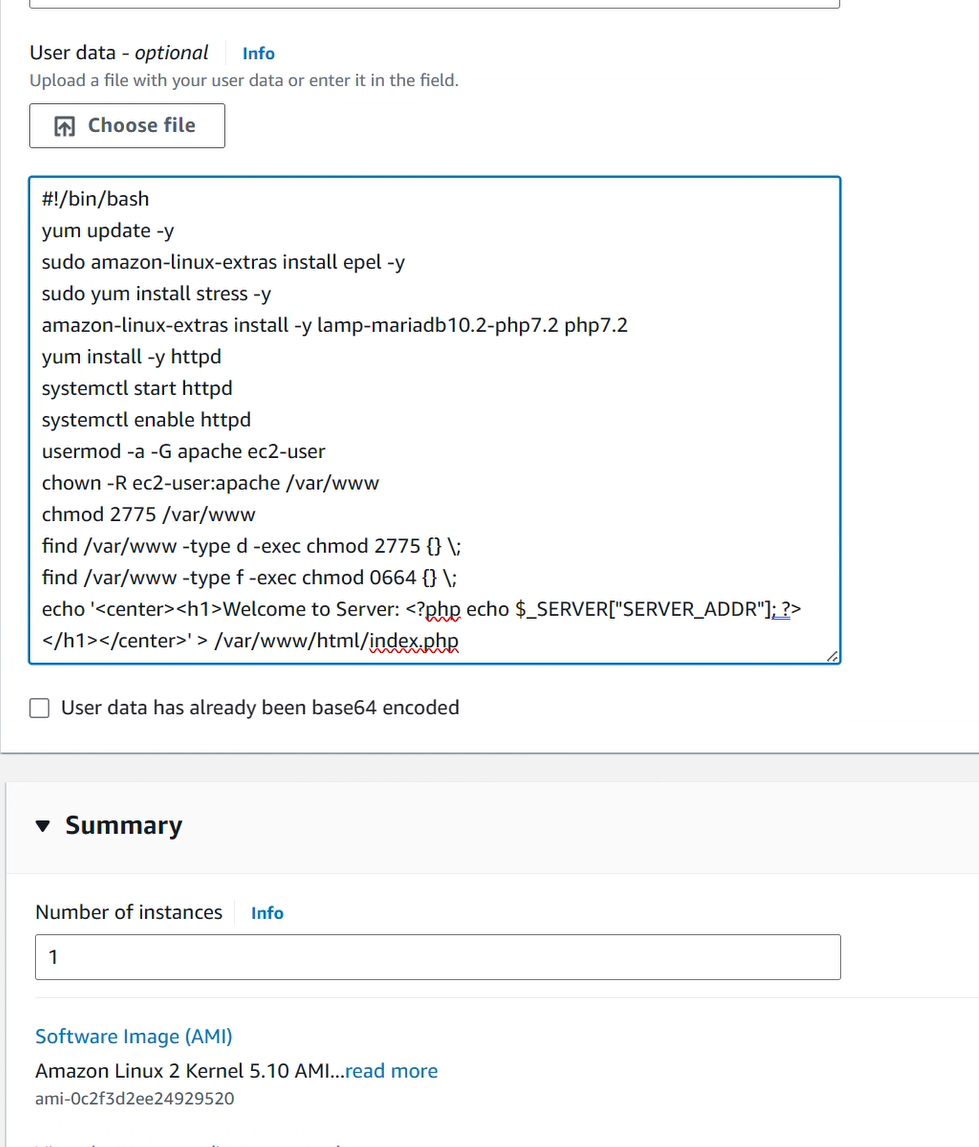 User data - optional Info
Upload a file with your user data or enter it in the field.
Choose file
#!/bin/bash
yum update -y
sudo amazon-linux-extras install epel -y
sudo yum install stress -y
amazon-linux-extras install -y lamp-mariadb10.2-php7.2 php7.2
yum install -y httpd
systemctl start httpd
systemctl enable httpd
usermod -a -G apache ec2-user
chown -R ec2-user:apache /var/www
chmod 2775 /var/www
find /var/www -type d -exec chmod 2775 {} \;
find /var/www -type f -exec chmod 0664 {} \;
echo '<center><h1>Welcome to Server: <?php echo $_SERVER["SERVER_ADDR"]; ?>
</h1></center>' > /var/www/html/index.php
User data has already been base64 encoded
Summary
Number of instances Info
1
Software Image (AMI)
Amazon Linux 2 Kernel 5.10 AMI...read more
ami-0c2f3d2ee24929520